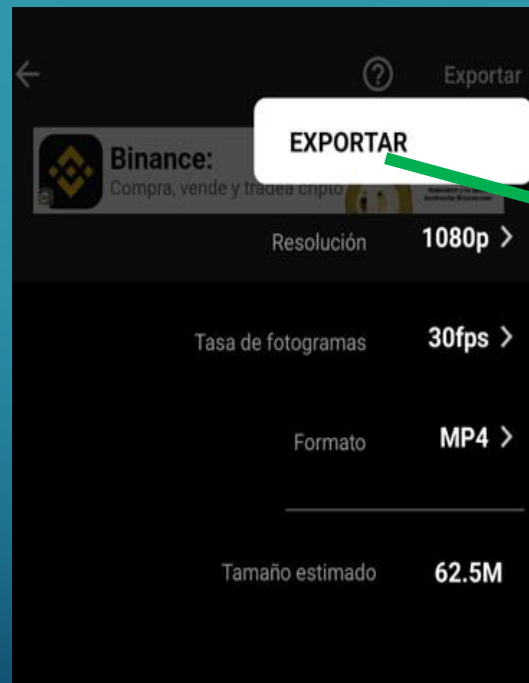 Exportar
EXPORTAR
Binance:
Compra, vende y tradea cripto
Resolución 1080p >
Tasa de fotogramas 30fps >
Formato MP4 >
Tamaño estimado 62.5M